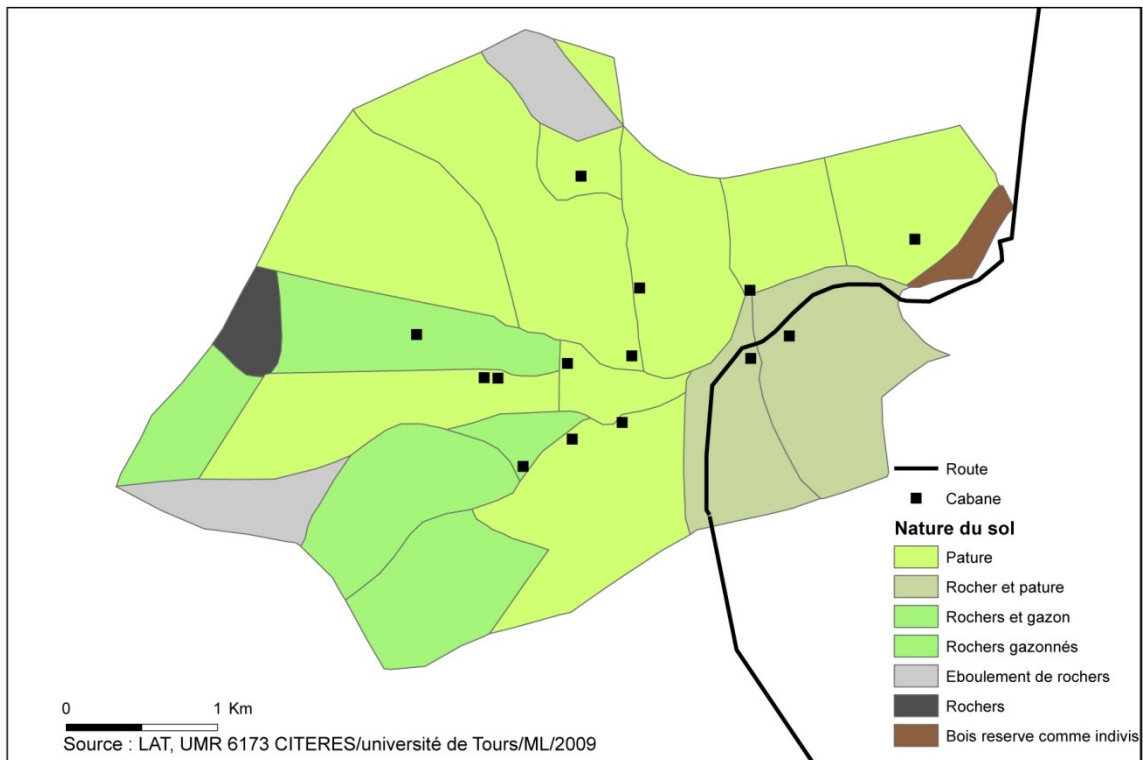 Route
Cabane
Nature du sol
Pature
Rocher et pature
Rochers et gazon
Rochers gazonnés
Eboulement de rochers
Rochers
Bois reserve comme indivis
0 1 Km
Source : LAT, UMR 6173 CITERES/université de Tours/ML/2009